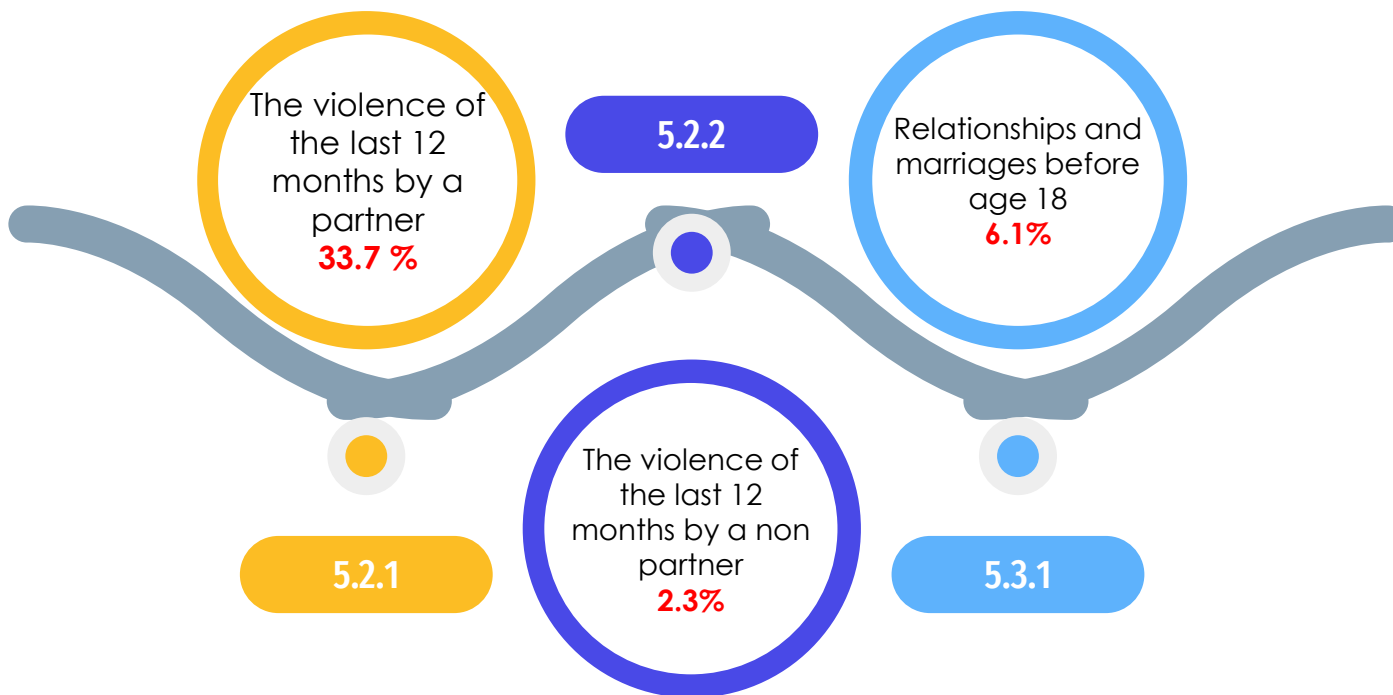 The violence of
the last 12
months by a
partner
33.7 %
5.2.1
5.2.2
The violence of
the last 12
months by a non
partner
2.3%
Relationships and
marriages before
age 18
6.1%
5.3.1